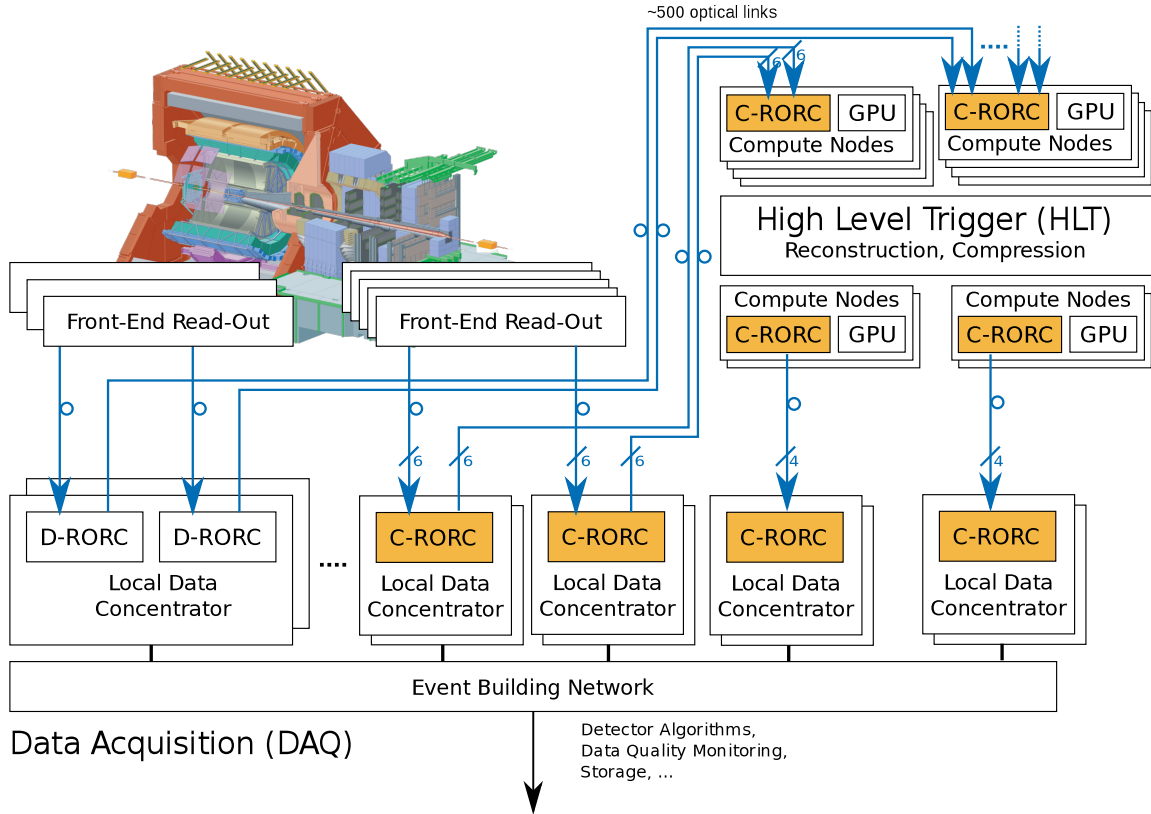 ~500 optical links
6
6
C-RORC
GPU
Compute Nodes
C-RORC
GPU
Compute Nodes
High Level Trigger (HLT)
Reconstruction, Compression
Compute Nodes
C-RORC
GPU
Compute Nodes
C-RORC
GPU
Front-End Read-Out
Front-End Read-Out
6
6
6
6
4
4
D-RORC
D-RORC
Local Data
Concentrator
....
C-RORC
Local Data
Concentrator
C-RORC
Local Data
Concentrator
C-RORC
Local Data
Concentrator
C-RORC
Local Data
Concentrator
Event Building Network
Data Acquisition (DAQ)
Detector Algorithms,
Data Quality Monitoring,
Storage, ...